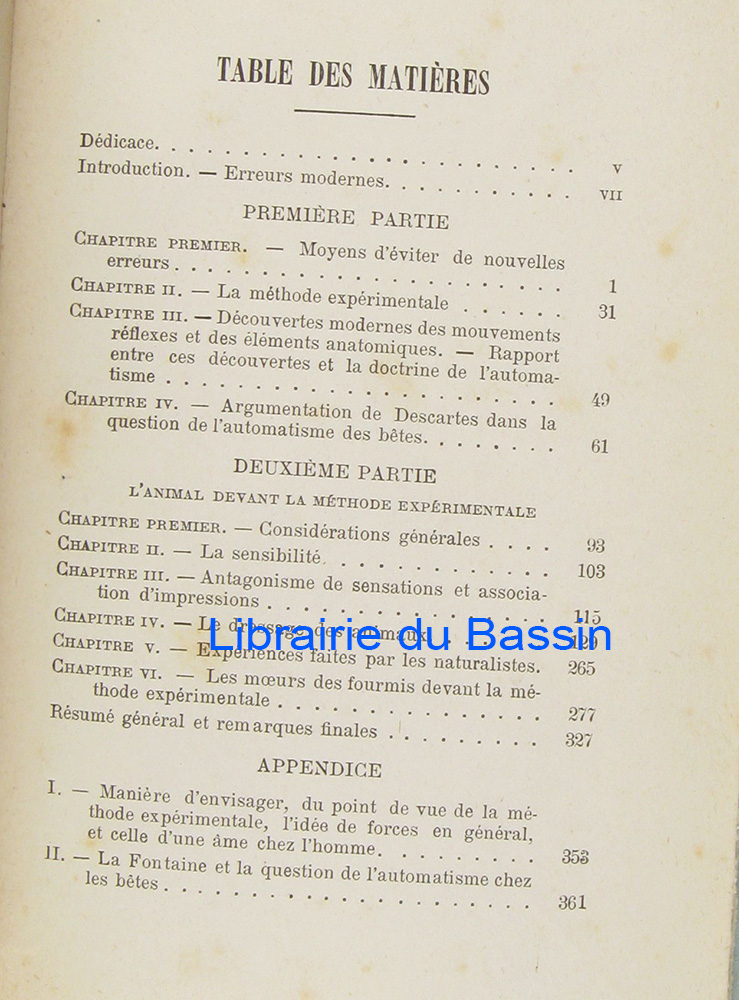 TABLE DES MATIÈRES
Dédicace. . . . . . . . . . . . . . . . . . . . . v
Introduction. — Erreurs modernes. . . . . . . . . . . VII
PREMIÈRE PARTIE
CHAPITRE PREMIER. — Moyens d'éviter de nouvelles
erreurs . . . . . . . . . . . . . . . . . . . . 1
CHAPITRE II. — La méthode expérimentale . . . . . . 31
CHAPITRE III. — Découvertes modernes des mouvements
réflexes et des éléments anatomiques. — Rapport
entre ces découvertes et la doctrine de l'automa-
tisme . . . . . . . . . . . . . . . . . . . . 49
CHAPITRE IV. — Argumentation de Descartes dans la
question de l'automatisme des bêtes. . . . . . . . 61
DEUXIÈME PARTIE
L'ANIMAL DEVANT LA MÉTHODE EXPÉRIMENTALE
CHAPITRE PREMIER. — Considérations générales . . . . 93
CHAPITRE II. — La sensibilité. . . . . . . . . . . . 103
CHAPITRE III. — Antagonisme de sensations et associa-
tion d'impressions . . . . . . . . . . . . . . . 115
CHAPITRE IV. — Le dressage des animaux. . . . . . 129
Librairie du Bassin
CHAPITRE V. — Expériences faites par les naturalistes. 265
CHAPITRE VI. — Les mœurs des fourmis devant la mé-
thode expérimentale . . . . . . . . . . . . . . 277
Résumé général et remarques finales . . . . . . . . 327
APPENDICE
I. — Manière d'envisager, du point de vue de la mé-
thode expérimentale, l'idée de forces en général,
et celle d'une âme chez l'homme. . . . . . . . . 353
II. — La Fontaine et la question de l'automatisme chez
les bêtes . . . . . . . . . . . . . . . . . . . 361